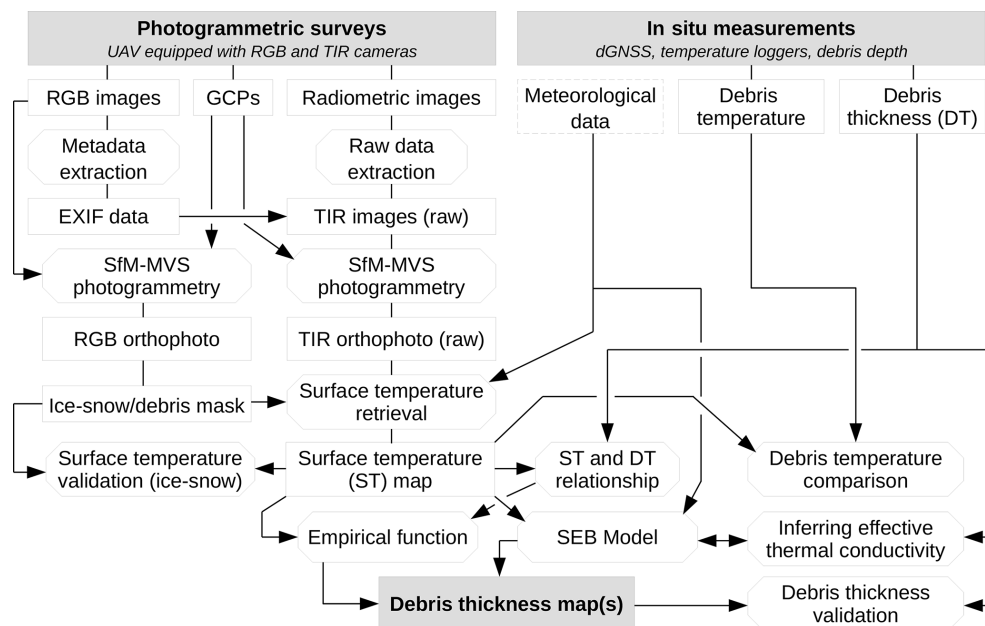 Photogrammetric surveys
UAV equipped with RGB and TIR cameras
In situ measurements
dGNSS, temperature loggers, debris depth
RGB images
GCPs
Radiometric images
Meteorological
data
Debris
temperature
Debris
thickness (DT)
Metadata
extraction
Raw data
extraction
EXIF data
TIR images (raw)
SfM-MVS
photogrammetry
SfM-MVS
photogrammetry
RGB orthophoto
TIR orthophoto (raw)
Ice-snow/debris mask
Surface temperature
retrieval
Surface temperature
validation (ice-snow)
Surface temperature
(ST) map
ST and DT
relationship
Debris temperature
comparison
Empirical function
SEB Model
Inferring effective
thermal conductivity
Debris thickness map(s)
Debris thickness
validation